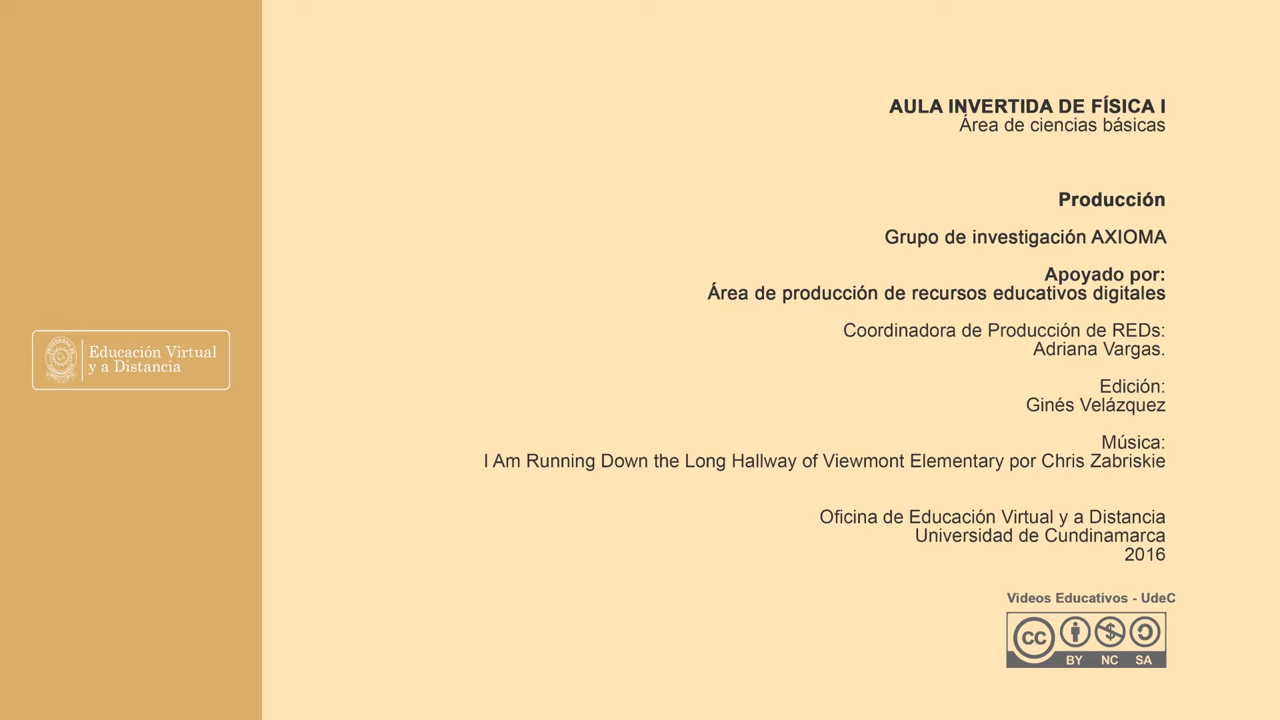 AULA INVERTIDA DE FÍSICA I
Área de ciencias básicas
Producción
Grupo de investigación AXIOMA
Apoyado por:
Área de producción de recursos educativos digitales
Coordinadora de Producción de REDs:
Adriana Vargas.
Edición:
Ginés Velázquez
Música:
I Am Running Down the Long Hallway of Viewmont Elementary por Chris Zabriskie
Oficina de Educación Virtual y a Distancia
Universidad de Cundinamarca
2016
Videos Educativos - UdeC
cc
BY NC SA
Educación Virtual
y a Distancia